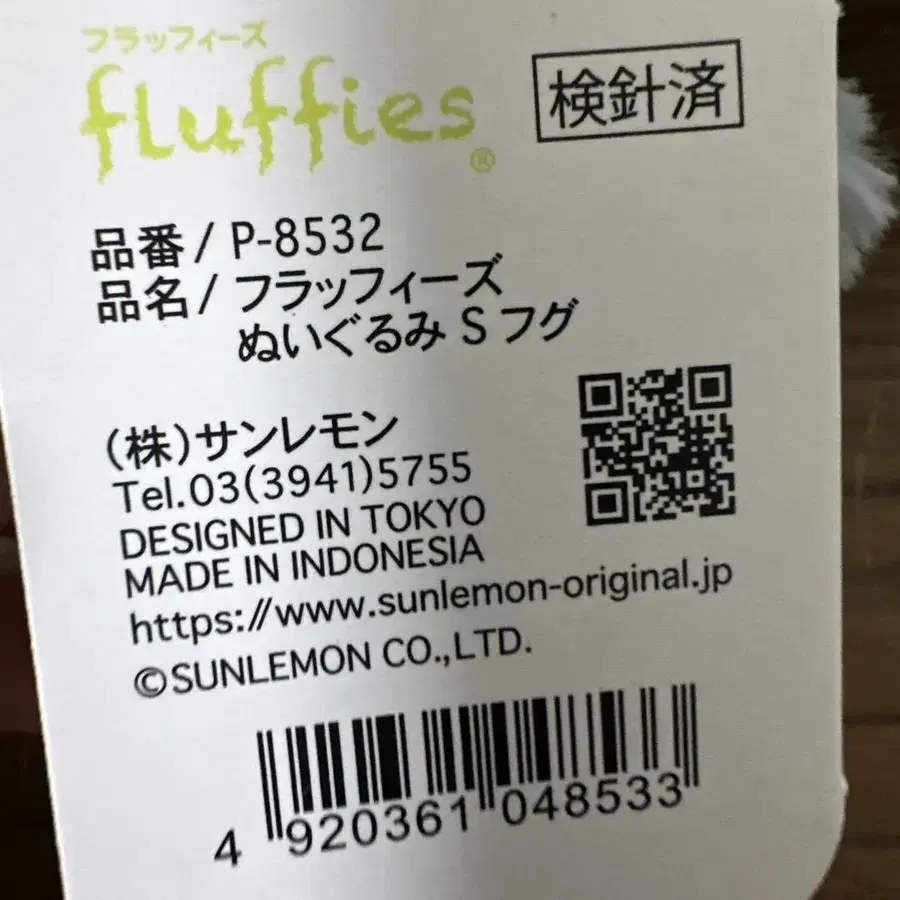 フラッフィーズ
fluffies®
検針済
品番/ P-8532
品名/ フラッフィーズ
ぬいぐるみ S フグ
(株)サンレモン
Tel.03(3941)5755
DESIGNED IN TOKYO
MADE IN INDONESIA
https://www.sunlemon-original.jp
©SUNLEMON CO.,LTD.
4 920361 048533